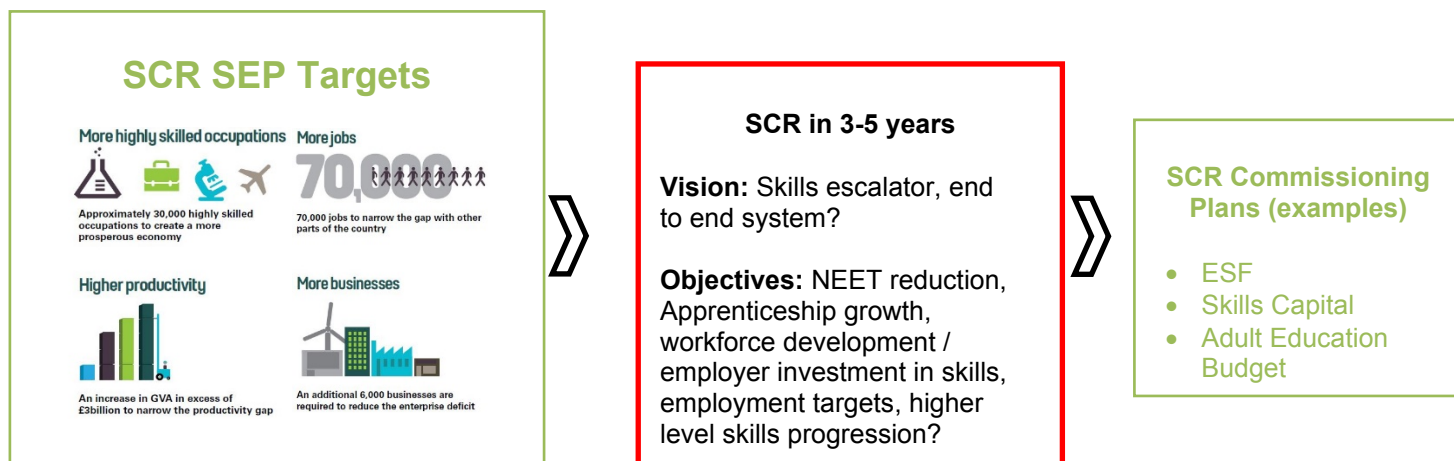 SCR SEP Targets
More highly skilled occupations
Approximately 30,000 highly skilled
occupations to create a more
prosperous economy
More jobs
70,000
70,000 jobs to narrow the gap with other
parts of the country
Higher productivity
An increase in GVA in excess of
£3billion to narrow the productivity gap
More businesses
An additional 6,000 businesses are
required to reduce the enterprise deficit
SCR in 3-5 years
Vision: Skills escalator, end
to end system?
Objectives: NEET reduction,
Apprenticeship growth,
workforce development /
employer investment in skills,
employment targets, higher
level skills progression?
SCR Commissioning
Plans (examples)
• ESF
• Skills Capital
• Adult Education
Budget